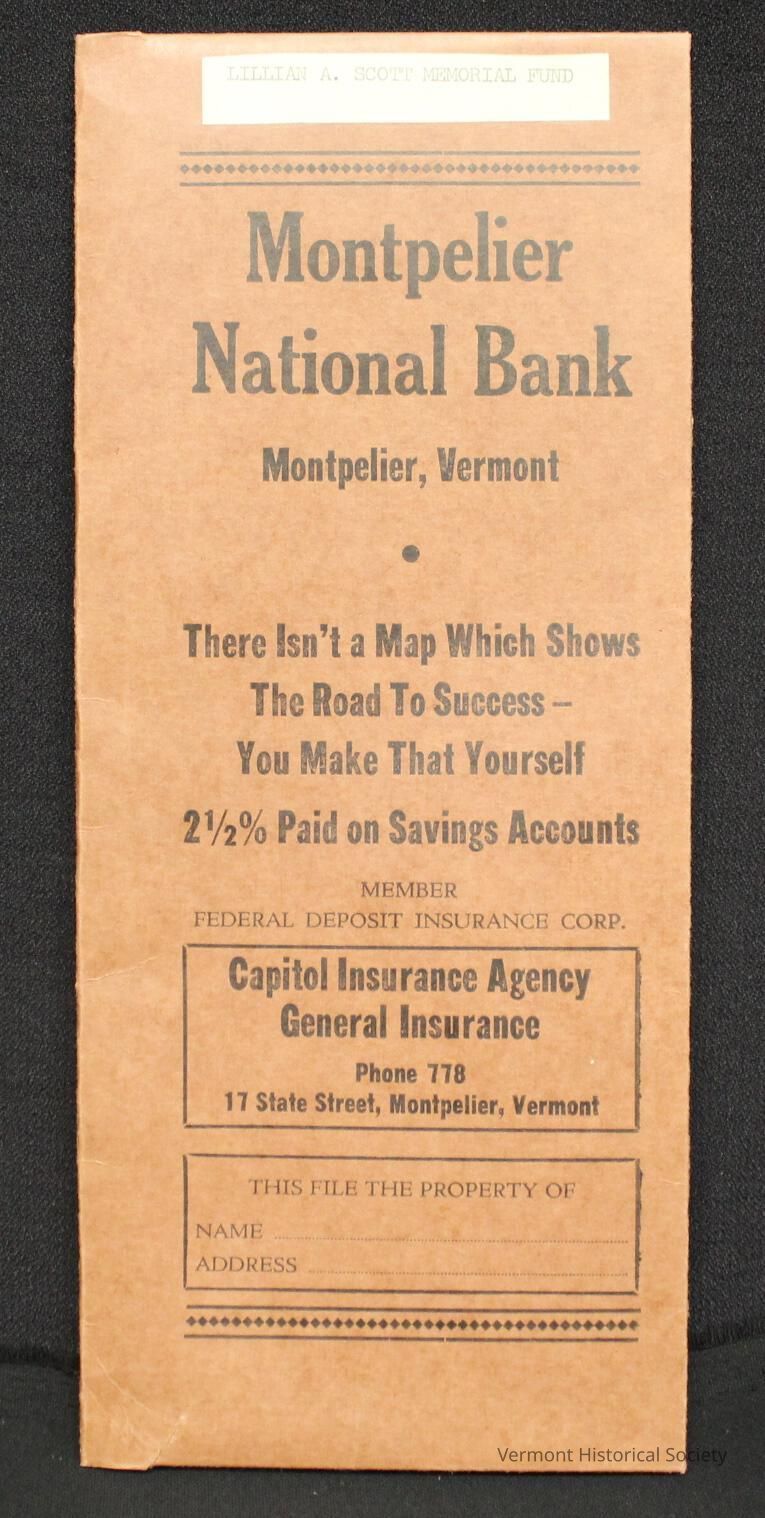 LILLIAN A. SCOTT MEMORIAL FUND
Montpelier
National Bank
Montpelier, Vermont
There Isn't a Map Which Shows
The Road To Success –
You Make That Yourself
2½% Paid on Savings Accounts
MEMBER
FEDERAL DEPOSIT INSURANCE CORP.
Capitol Insurance Agency
General Insurance
Phone 778
17 State Street, Montpelier, Vermont
THIS FILE THE PROPERTY OF
NAME
ADDRESS
Vermont Historical Society